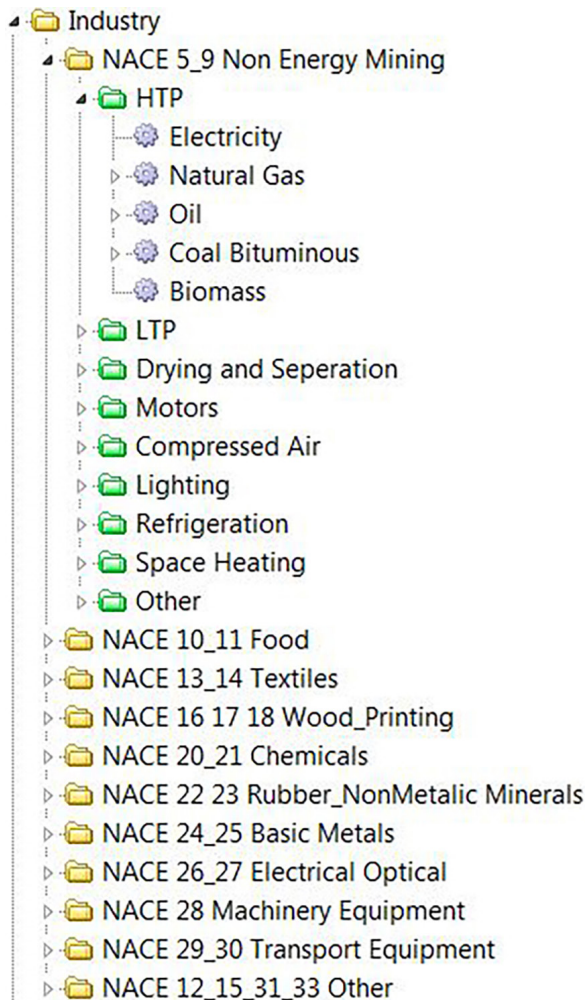 Industry
NACE 5_9 Non Energy Mining
HTP
Electricity
Natural Gas
Oil
Coal Bituminous
Biomass
LTP
Drying and Seperation
Motors
Compressed Air
Lighting
Refrigeration
Space Heating
Other
NACE 10_11 Food
NACE 13_14 Textiles
NACE 16 17 18 Wood_Printing
NACE 20_21 Chemicals
NACE 22 23 Rubber_NonMetalic Minerals
NACE 24_25 Basic Metals
NACE 26_27 Electrical Optical
NACE 28 Machinery Equipment
NACE 29_30 Transport Equipment
NACE 12_15_31_33 Other